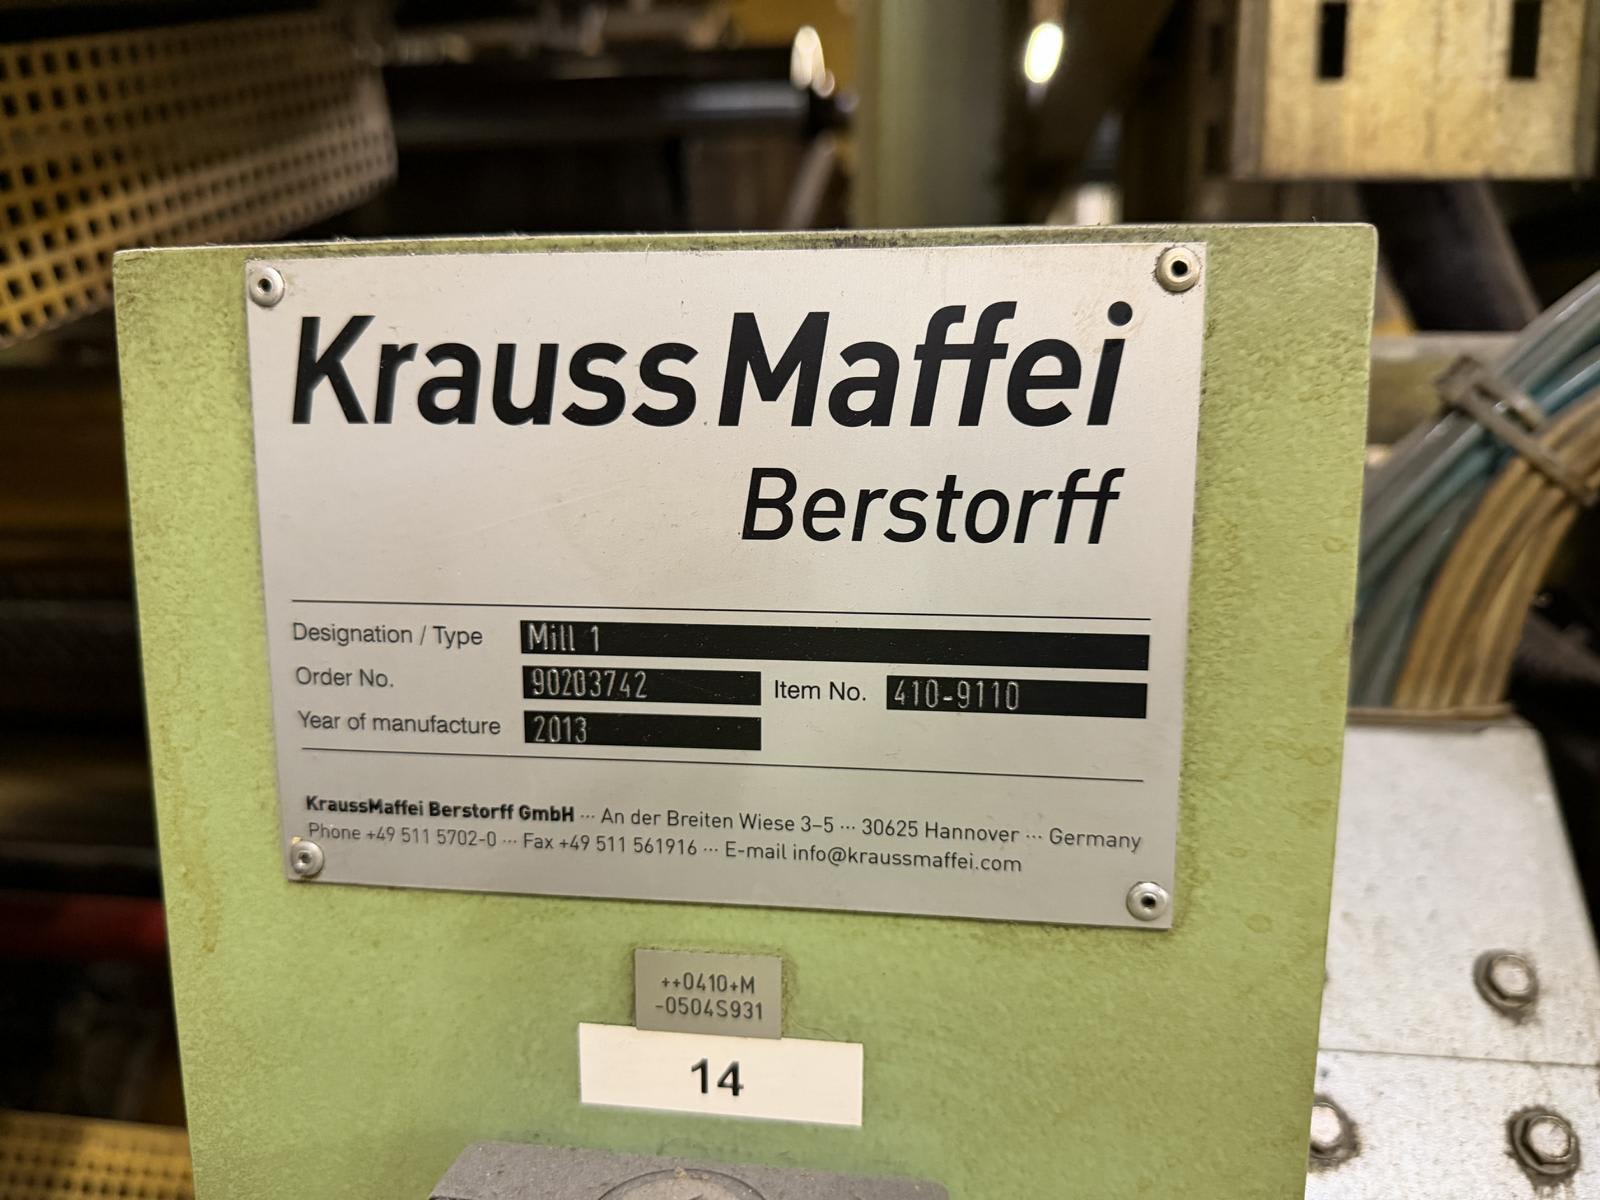 Krauss Maffei
Berstorff
Designation / Type Mill 1
Order No. 90203742 Item No. 410-9110
Year of manufacture 2013
KraussMaffei Berstorff GmbH ··· An der Breiten Wiese 3–5 ··· 30625 Hannover ··· Germany
Phone +49 511 5702-0 ··· Fax +49 511 561916 ··· E-mail info@kraussmaffei.com
++0410+M
-0504S931
14